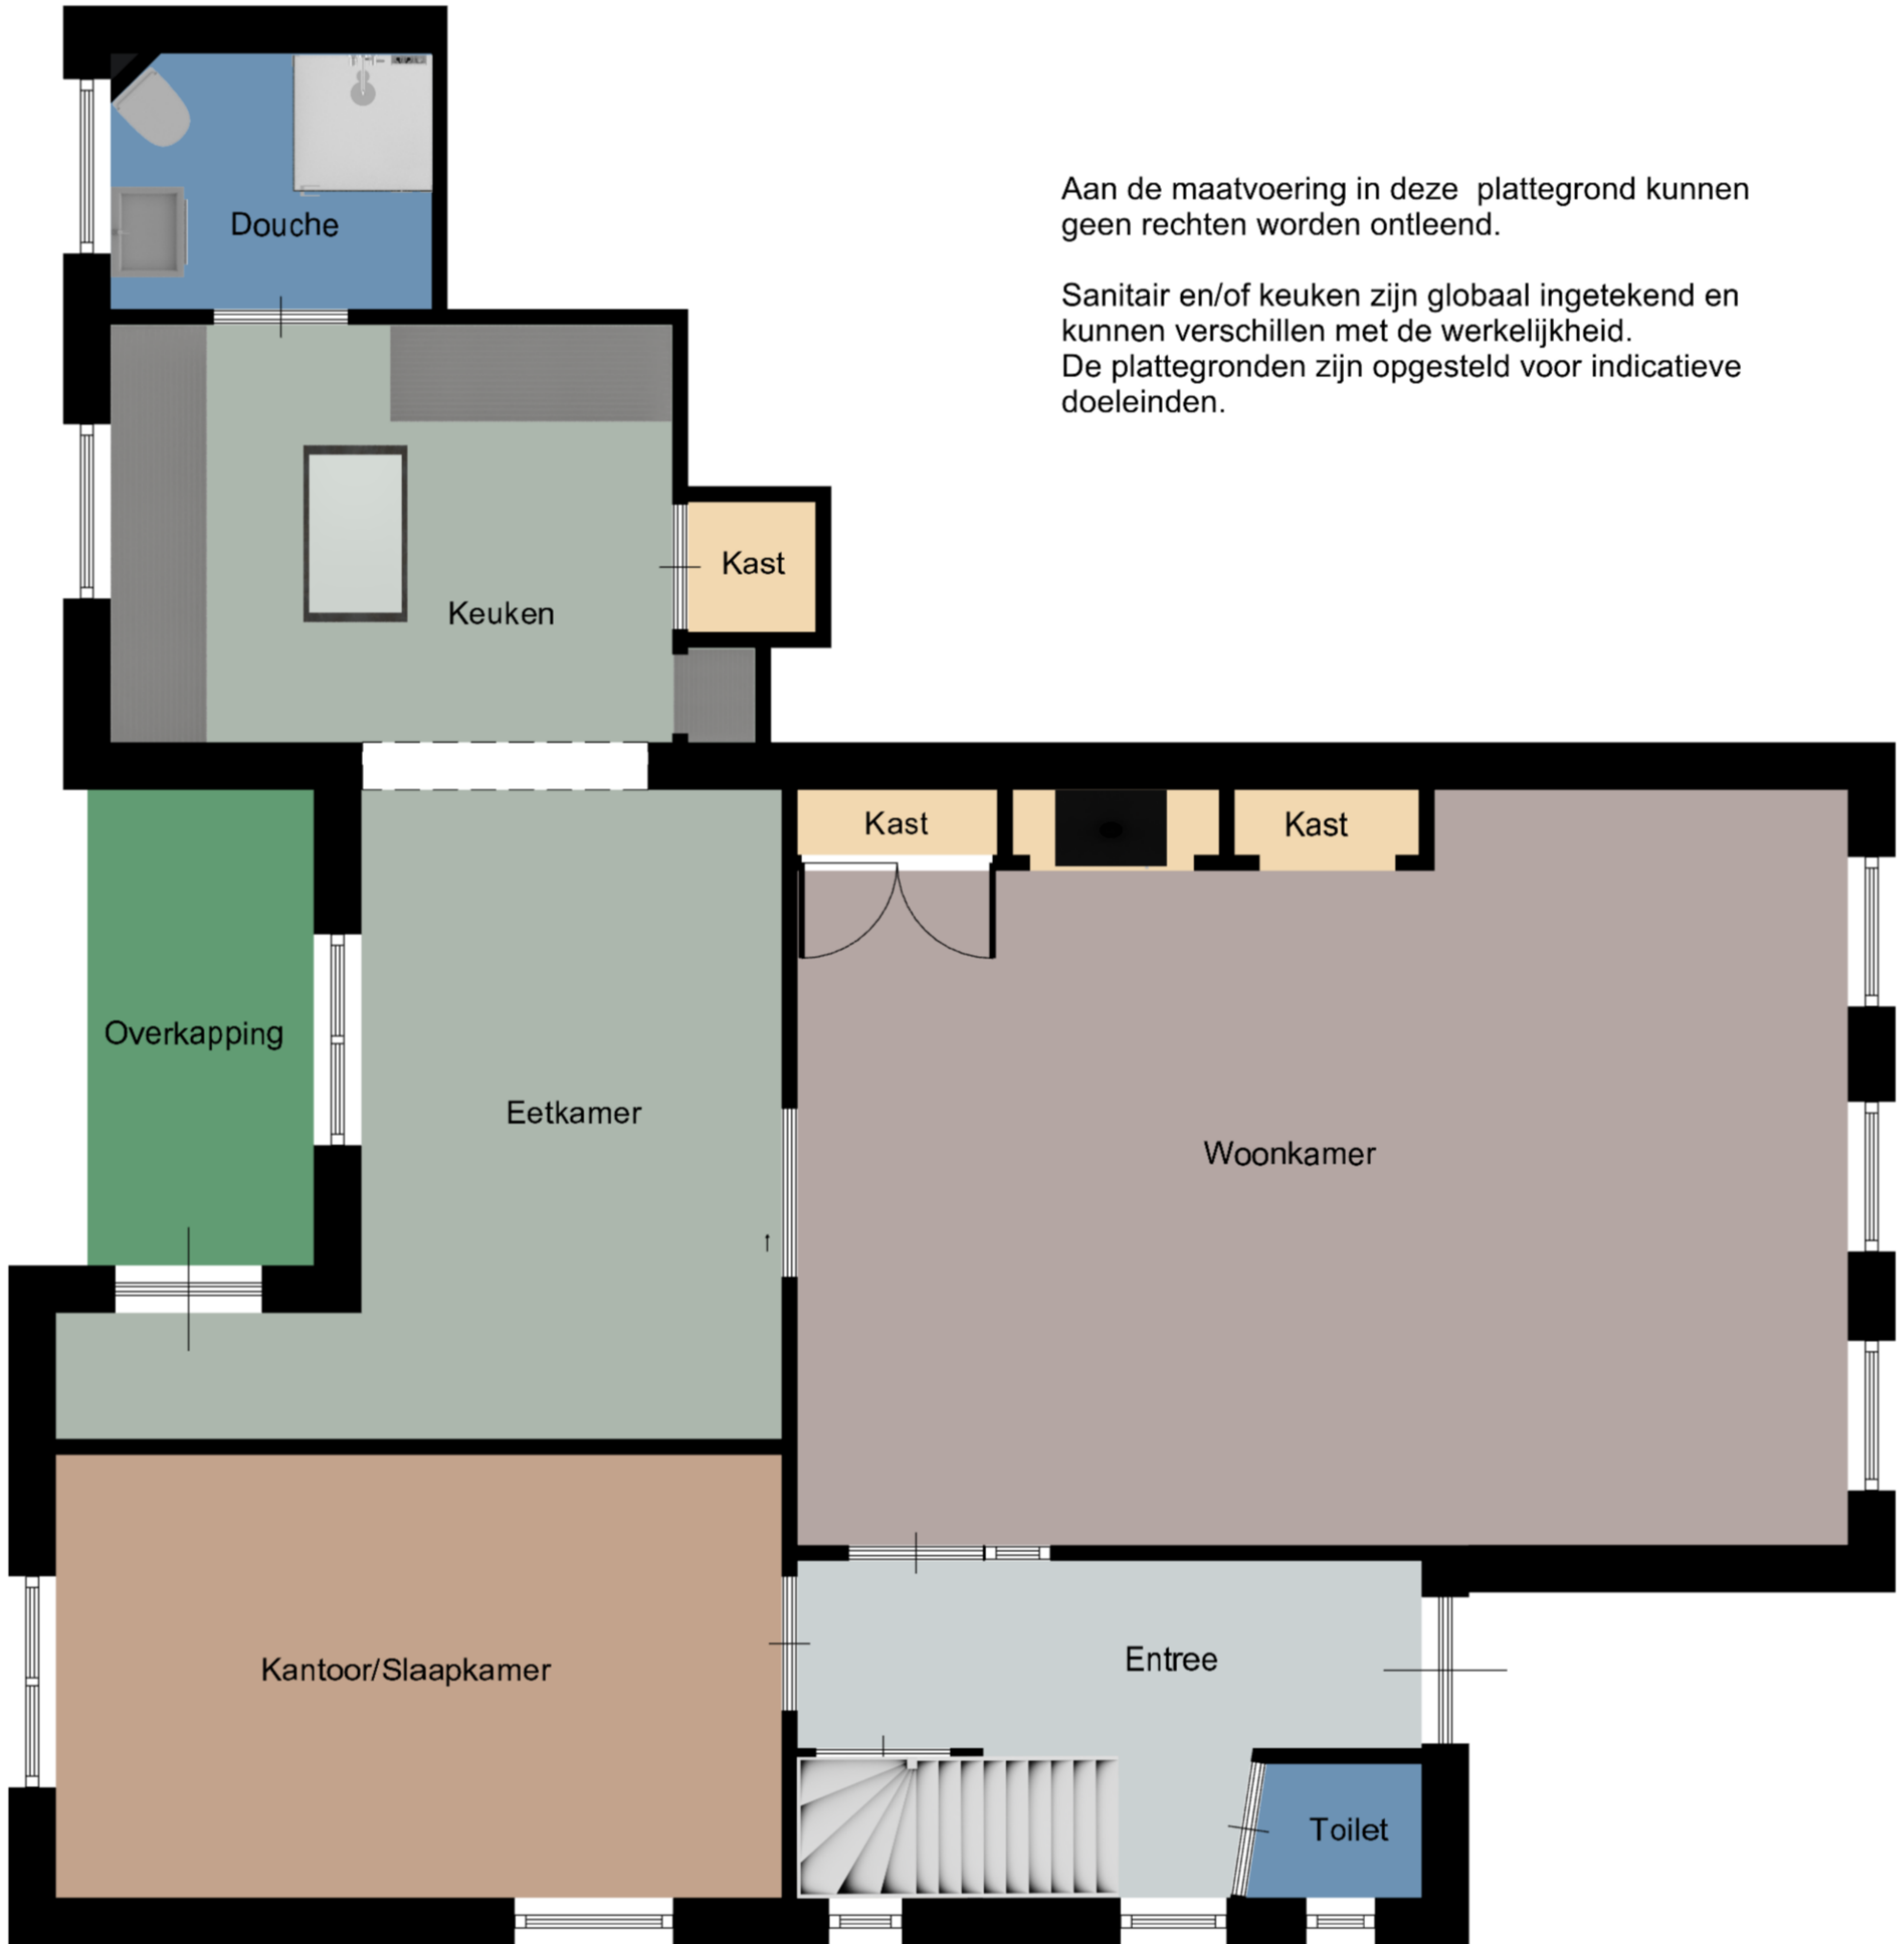 Aan de maatvoering in deze  plattegrond kunnen
geen rechten worden ontleend.
Sanitair en/of keuken zijn globaal ingetekend en
kunnen verschillen met de werkelijkheid.
De plattegronden zijn opgesteld voor indicatieve
doeleinden.
Douche
Kast
Keuken
Kast
Kast
Overkapping
Eetkamer
Woonkamer
Kantoor/Slaapkamer
Entree
Toilet